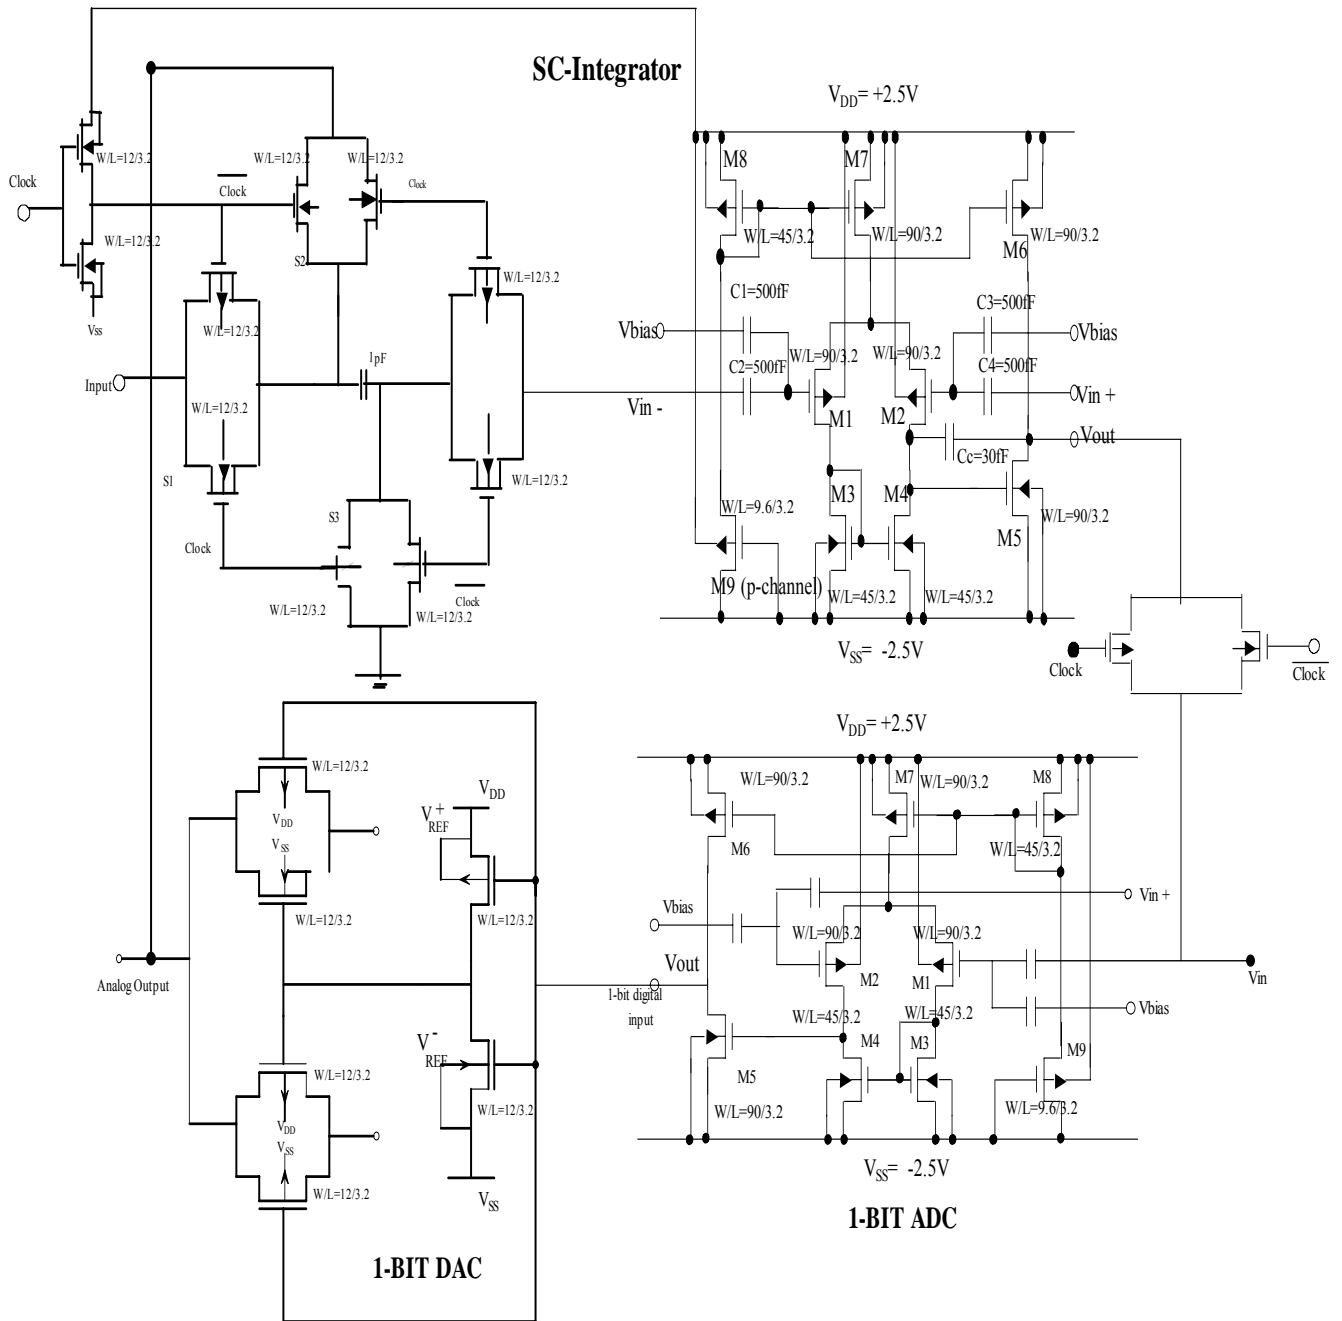 SC-Integrator
V_DD= +2.5V
M8
M7
W/L=45/3.2
W/L=90/3.2
W/L=90/3.2
M6
C1=500fF
C3=500fF
Vbias
Vbias
W/L=90/3.2
W/L=90/3.2
C2=500fF
C4=500fF
Vin -
Vin +
M1
M2
Vout
Cc=30fF
M3
M4
W/L=9.6/3.2
W/L=90/3.2
M5
M9 (p-channel)
W/L=45/3.2
W/L=45/3.2
V_SS= -2.5V
Clock
W/L=12/3.2
Clock
W/L=12/3.2
W/L=12/3.2
Clock
W/L=12/3.2
S2
W/L=12/3.2
Vss
W/L=12/3.2
1pF
Input
W/L=12/3.2
S1
W/L=12/3.2
S3
Clock
Clock
W/L=12/3.2
W/L=12/3.2
Clock
Clock
W/L=12/3.2
V_DD
V_SS
W/L=12/3.2
V_DD
V+REF
W/L=12/3.2
Analog Output
1-bit digital
input
V-REF
W/L=12/3.2
V_DD
V_SS
W/L=12/3.2
W/L=12/3.2
V_SS
1-BIT DAC
V_DD= +2.5V
W/L=90/3.2
M7
W/L=90/3.2
M8
M6
W/L=45/3.2
Vin +
Vbias
W/L=90/3.2
W/L=90/3.2
Vout
M2
M1
Vin
Vbias
W/L=45/3.2
W/L=45/3.2
M4
M3
M9
M5
W/L=90/3.2
W/L=9.6/3.2
V_SS= -2.5V
1-BIT ADC